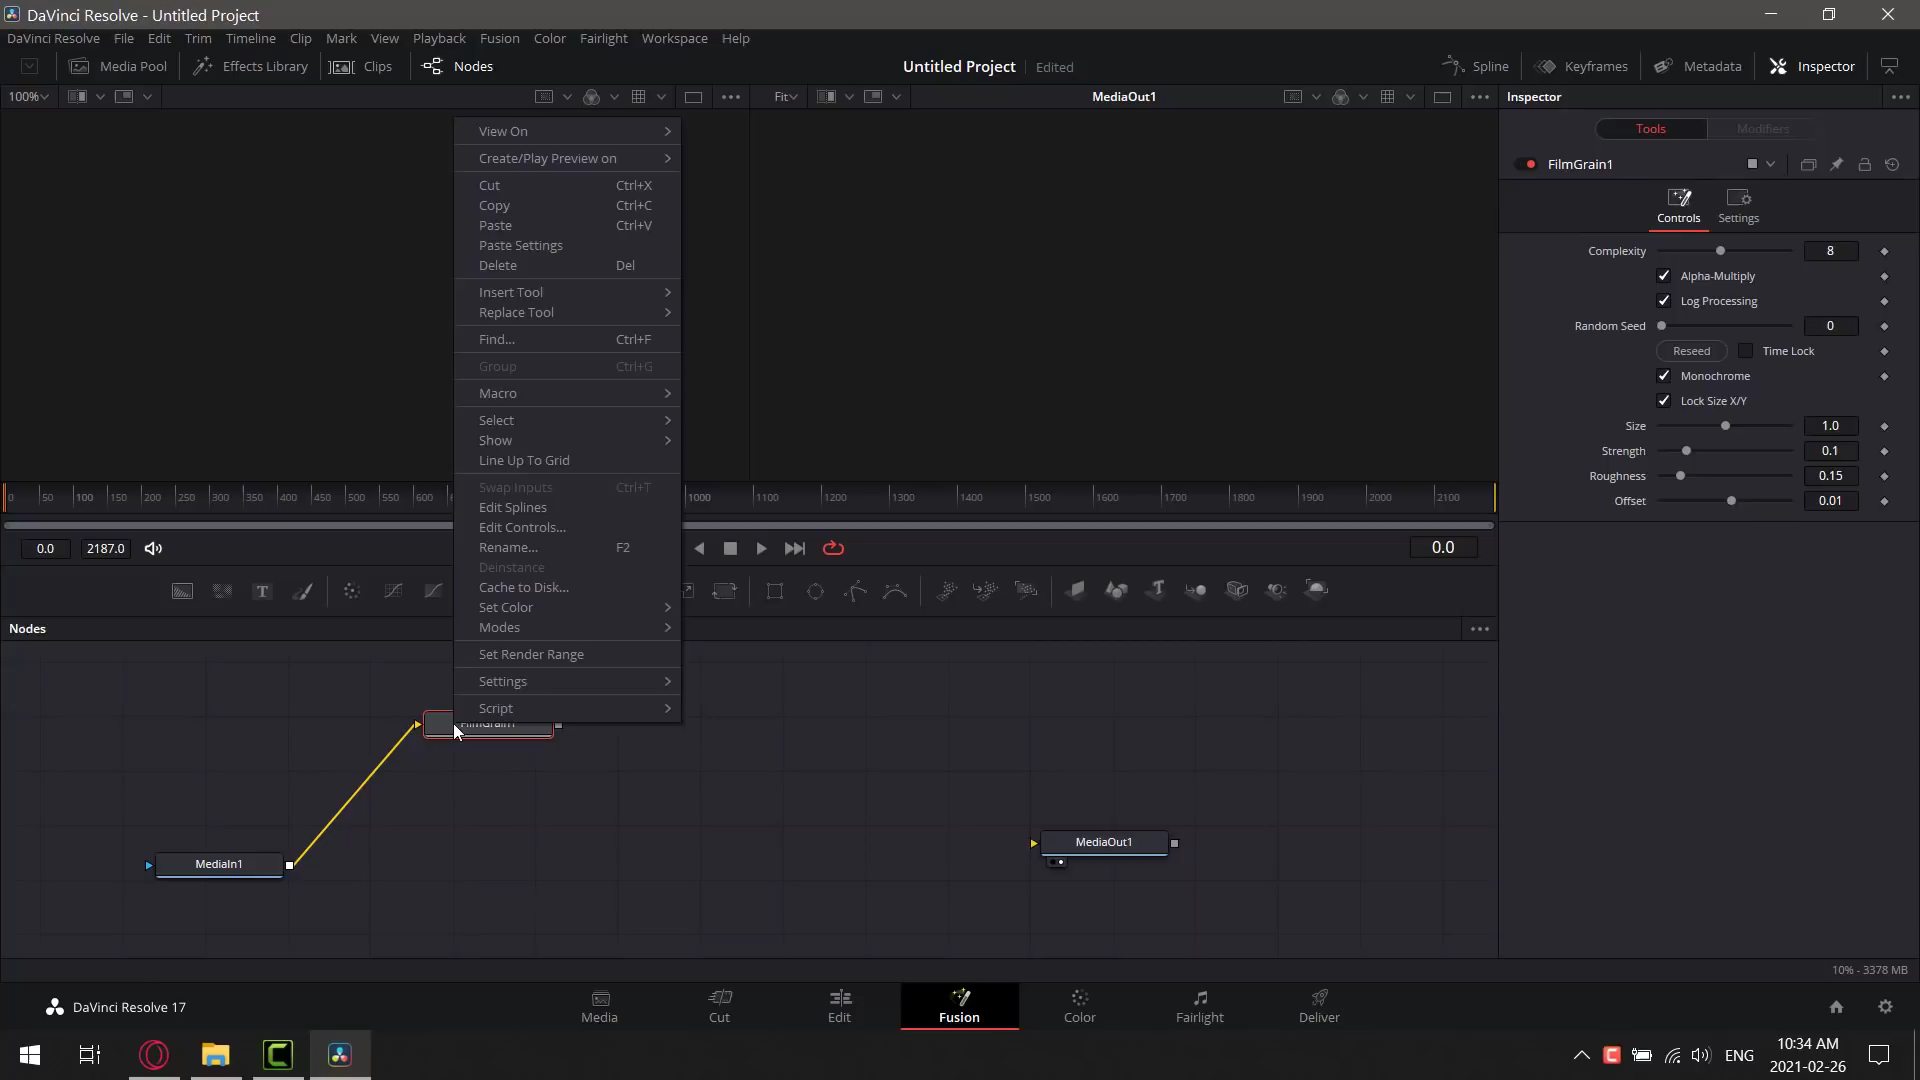 DaVinci Resolve - Untitled Project
DaVinci Resolve File Edit Trim Timeline Clip Mark View Playback Fusion Color Fairlight Workspace Help
Media Pool Effects Library Clips Nodes Untitled Project Edited Spline Keyframes Metadata Inspector
100% Fit MediaOut1 Inspector
Tools Modifiers
FilmGrain1
Controls Settings
Complexity 8
Alpha-Multiply
Log Processing
Random Seed 0
Reseed Time Lock
Monochrome
Lock Size X/Y
Size 1.0
Strength 0.1
Roughness 0.15
Offset 0.01
View On
Create/Play Preview on
Cut Ctrl+X
Copy Ctrl+C
Paste Ctrl+V
Paste Settings
Delete Del
Insert Tool
Replace Tool
Find... Ctrl+F
Group Ctrl+G
Macro
Select
Show
Line Up To Grid
Swap Inputs Ctrl+T
Edit Splines
Edit Controls...
Rename... F2
Deinstance
Cache to Disk...
Set Color
Modes
Set Render Range
Settings
Script
0 50 100 150 200 250 300 350 400 450 500 550 600 1000 1100 1200 1300 1400 1500 1600 1700 1800 1900 2000 2100
0.0 2187.0 0.0
T T
Nodes
FilmGrain1
MediaOut1
MediaIn1
10% - 3378 MB
DaVinci Resolve 17
Media Cut Edit Fusion Color Fairlight Deliver
ENG
10:34 AM
2021-02-26